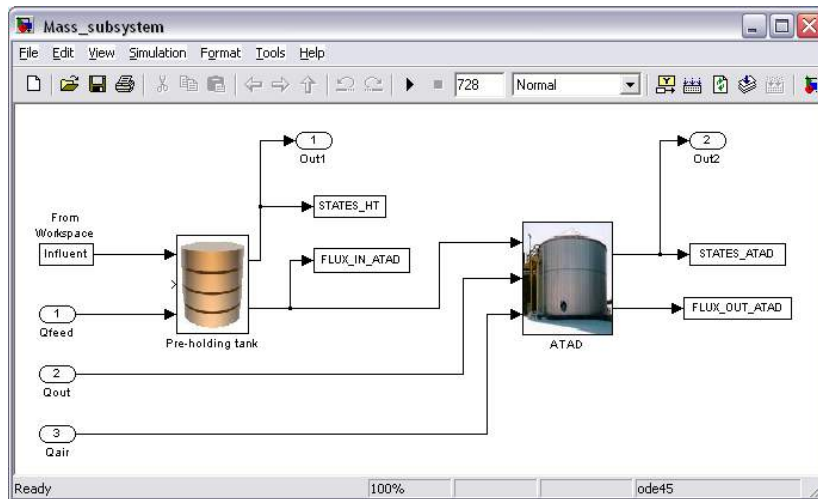 Mass_subsystem
File Edit View Simulation Format Tools Help
728 Normal
1
Out1
2
Out2
STATES_HT
From
Workspace
Influent
FLUX_IN_ATAD
STATES_ATAD
1
Qfeed
Pre-holding tank
ATAD
FLUX_OUT_ATAD
2
Qout
3
Qair
Ready 100% ode45